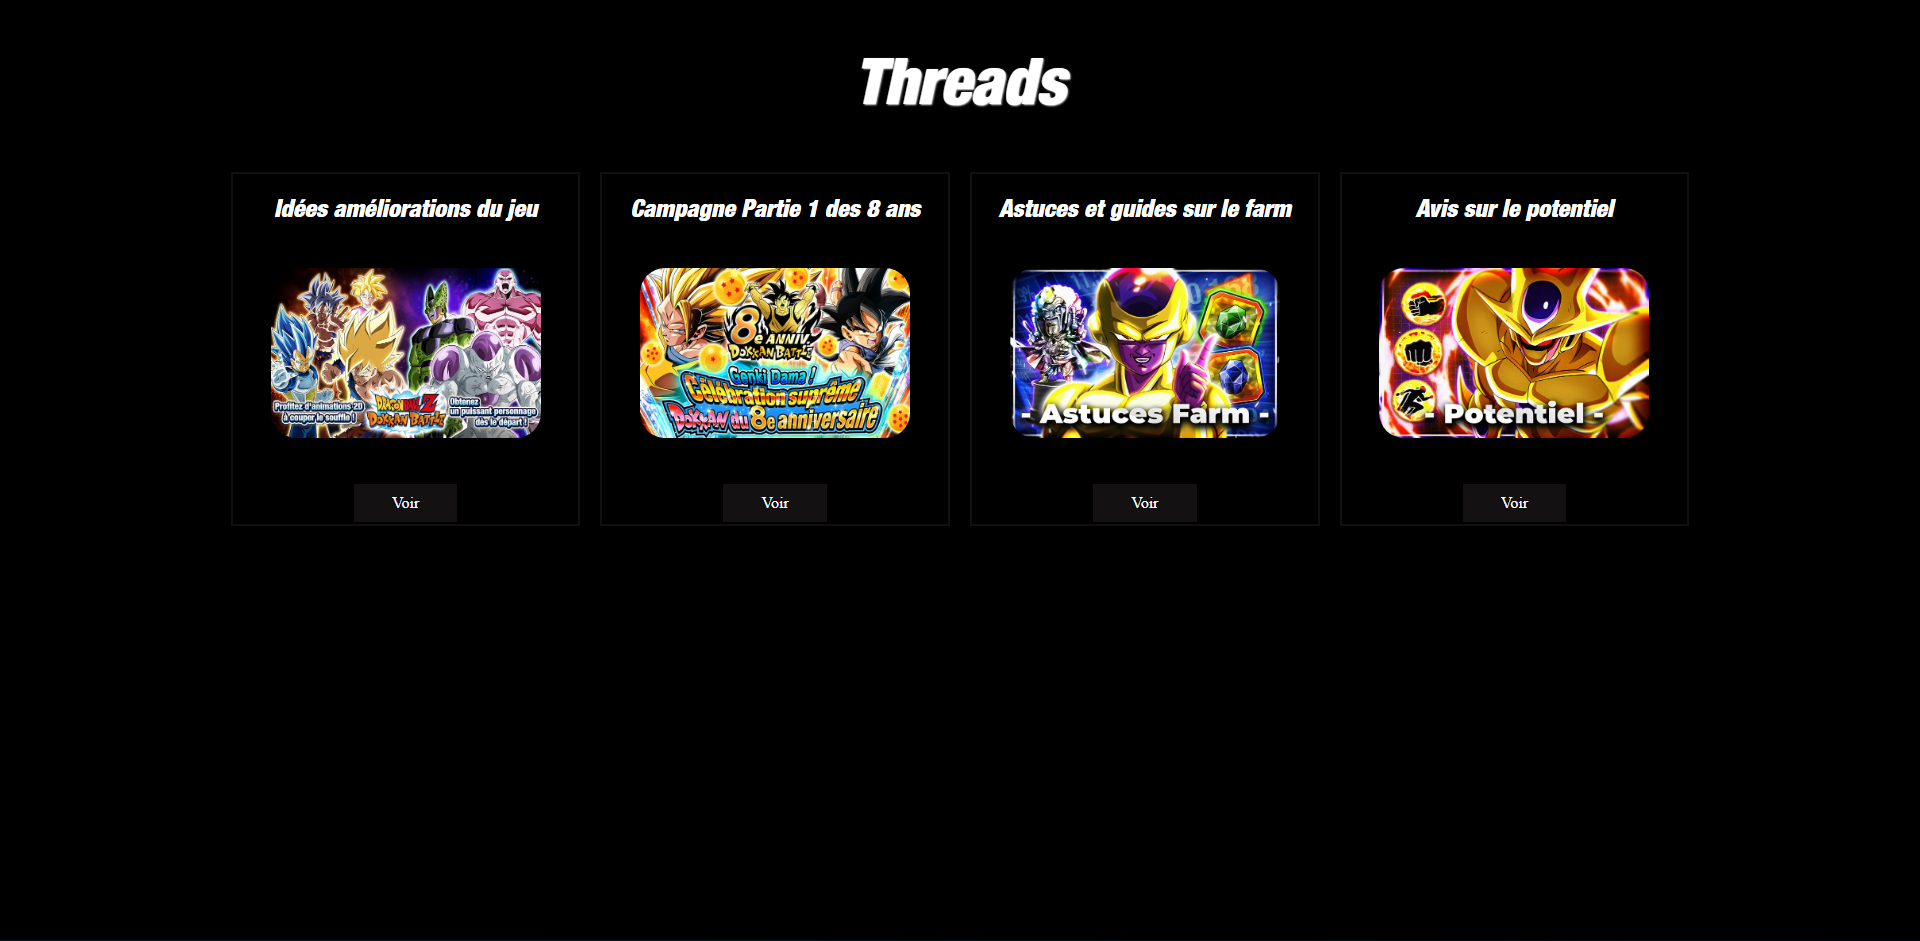 Threads
Idées améliorations du jeu
Profitez d'animations 2D
à couper le souffle !
DRAGON BALL Z
DOKKAN BATTLE
Obtenez
un puissant personnage
dès le départ !
Voir
Campagne Partie 1 des 8 ans
8e ANNIV.
DOKKAN BATTLE
Genki Dama !
Célébration suprême
DOKKAN du 8e anniversaire
Voir
Astuces et guides sur le farm
- Astuces Farm -
Voir
Avis sur le potentiel
- Potentiel -
Voir